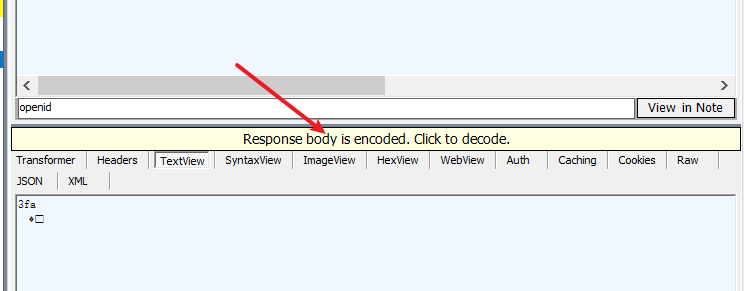 openid
View in Note
Response body is encoded. Click to decode.
Transformer Headers TextView SyntaxView ImageView HexView WebView Auth Caching Cookies Raw
JSON XML
3fa
♦□